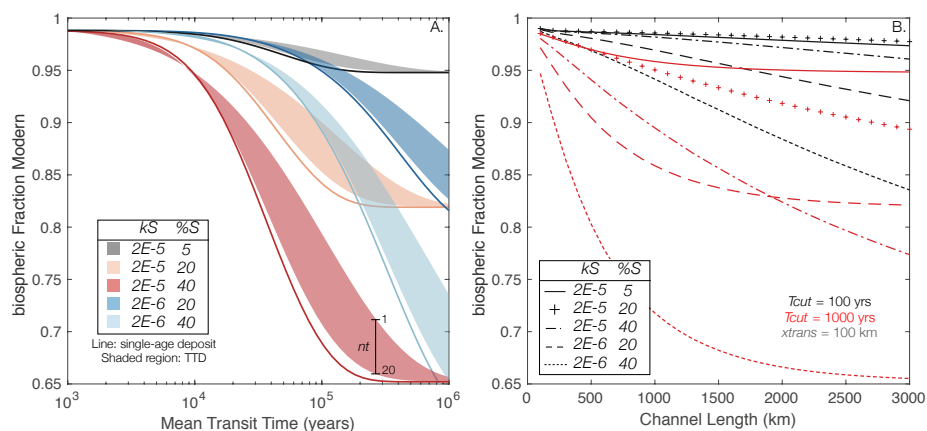 A.
1
0.95
0.9
0.85
0.8
0.75
0.7
0.65
biospheric Fraction Modern
kS %S
2E-5 5
2E-5 20
2E-5 40
2E-6 20
2E-6 40
Line: single-age deposit
Shaded region: TTD
1
nt
20
10^3 10^4 10^5 10^6
Mean Transit Time (years)
B.
1
0.95
0.9
0.85
0.8
0.75
0.7
0.65
biospheric Fraction Modern
kS %S
2E-5 5
2E-5 20
2E-5 40
2E-6 20
2E-6 40
Tcut = 100 yrs
Tcut = 1000 yrs
xtrans = 100 km
0 500 1000 1500 2000 2500 3000
Channel Length (km)